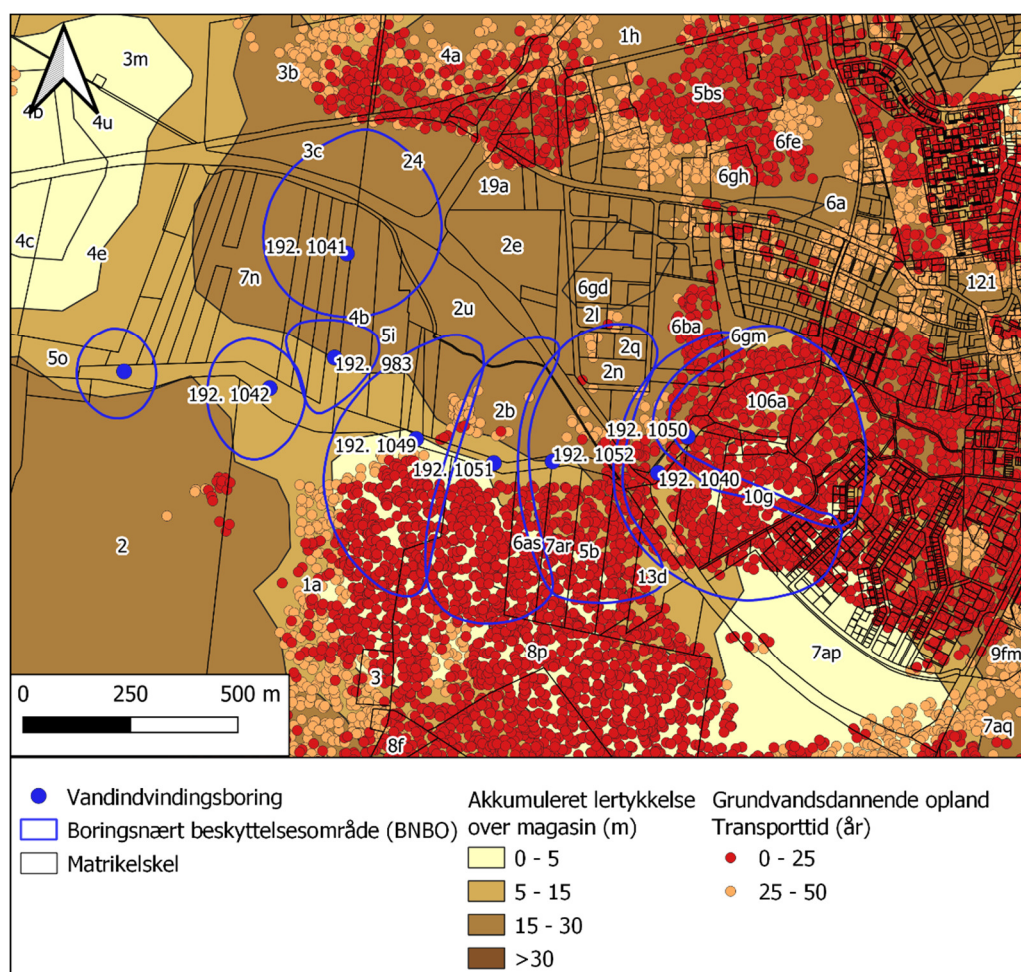 3m
1h
4a
3b
5bs
4b
4u
6fe
3c
24
6gh
19a
6a
4c
4e
192. 1041
2e
7n
6gd
121
2u
2l
4b
6ba
5i
6gm
5o
192. 983
2q
2n
192. 1042
106a
2b
192. 1050
192. 1049
192. 1051
192. 1052
192. 1040
10g
6as
7ar
5b
2
1a
13d
8p
7ap
9fm
3
7aq
8f
0 250 500 m
Vandindvindingsboring
Boringsnært beskyttelsesområde (BNBO)
Matrikelskel
Akkumuleret lertykkelse
over magasin (m)
0 - 5
5 - 15
15 - 30
>30
Grundvandsdannende opland
Transporttid (år)
0 - 25
25 - 50